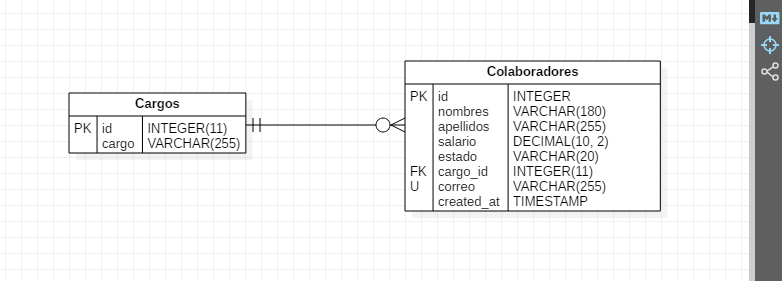 Cargos
PK id INTEGER(11)
cargo VARCHAR(255)
Colaboradores
PK id INTEGER
nombres VARCHAR(180)
apellidos VARCHAR(255)
salario DECIMAL(10, 2)
estado VARCHAR(20)
FK cargo_id INTEGER(11)
U correo VARCHAR(255)
created_at TIMESTAMP
M↓